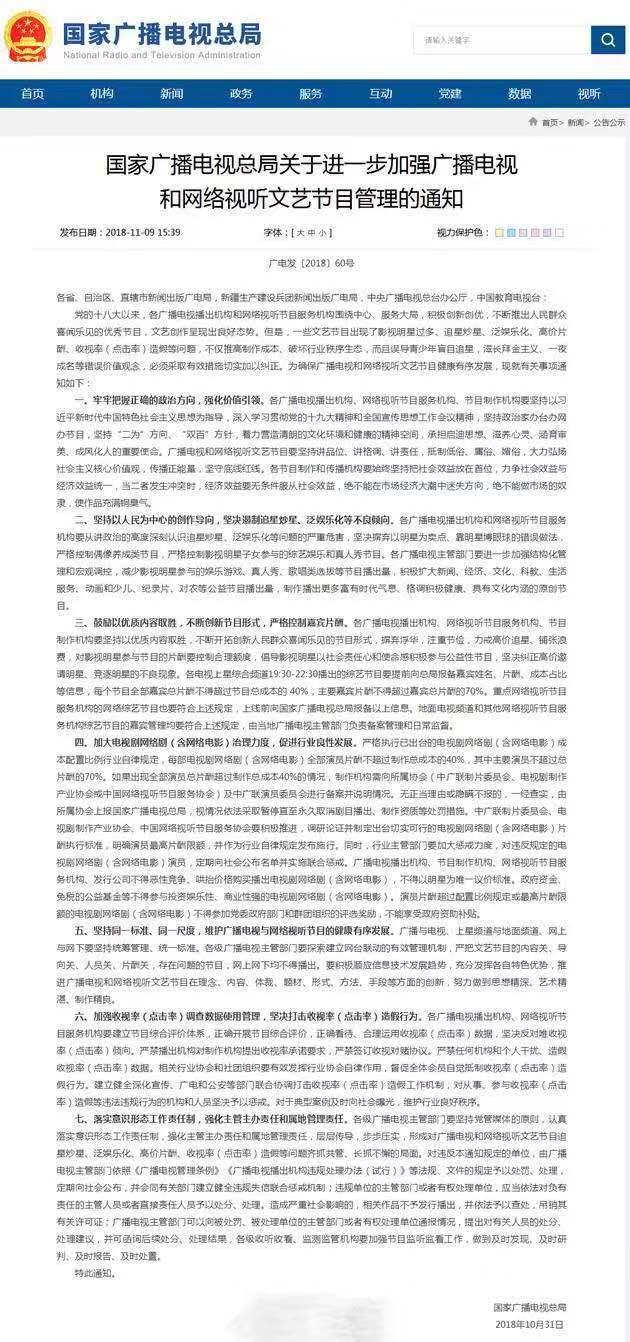 国家广播电视总局
National Radio and Television Administration
请输入关键字
首页 机构 新闻 政务 服务 互动 党建 数据 视听
首页> 新闻> 公告公示
国家广播电视总局关于进一步加强广播电视
和网络视听文艺节目管理的通知
发布日期：2018-11-09 15:39 字体：[ 大 中 小 ] 视力保护色：
广电发〔2018〕60号
各省、自治区、直辖市新闻出版广电局，新疆生产建设兵团新闻出版广电局，中央广播电视总台办公厅，中国教育电视台：
党的十八大以来，各广播电视播出机构和网络视听节目服务机构围绕中心、服务大局，积极创新创优，不断推出人民群众
喜闻乐见的优秀节目，文艺创作呈现出良好态势。但是，一些文艺节目出现了影视明星过多、追星炒星、泛娱乐化、高价片
酬、收视率（点击率）造假等问题，不仅推高制作成本、破坏行业秩序生态，而且误导青少年盲目追星，滋长拜金主义、一夜
成名等错误价值观念，必须采取有效措施切实加以纠正。为确保广播电视和网络视听文艺节目健康有序发展，现就有关事项通
知如下：
一、牢牢把握正确的政治方向，强化价值引领。各广播电视播出机构、网络视听节目服务机构、节目制作机构要坚持以习
近平新时代中国特色社会主义思想为指导，深入学习贯彻党的十九大精神和全国宣传思想工作会议精神，坚持政治家办台办网
办节目，坚持“二为”方向、“双百”方针，着力营造清朗的文化环境和健康的精神空间，承担启迪思想、滋养心灵、涵育审
美、成风化人的重要使命。广播电视和网络视听文艺节目要坚持讲品位、讲格调、讲责任，抵制低俗、庸俗、媚俗，大力弘扬
社会主义核心价值观，传播正能量，坚守底线红线。各节目制作和传播机构要始终坚持把社会效益放在首位，力争社会效益与
经济效益统一，当二者发生冲突时，经济效益要无条件服从社会效益，绝不能在市场经济大潮中迷失方向，绝不能做市场的奴
隶，使作品充满铜臭气。
二、坚持以人民为中心的创作导向，坚决遏制追星炒星、泛娱乐化等不良倾向。各广播电视播出机构和网络视听节目服务
机构要从讲政治的高度深刻认识追星炒星、泛娱乐化等问题的严重危害，坚决摒弃以明星为卖点、靠明星博眼球的错误做法，
严格控制偶像养成类节目，严格控制影视明星子女参与的综艺娱乐和真人秀节目。各广播电视主管部门要进一步加强结构化管
理和宏观调控，减少影视明星参与的娱乐游戏、真人秀、歌唱类选拔等节目播出量，积极扩大新闻、经济、文化、科教、生活
服务、动画和少儿、纪录片、对农等公益节目播出量，制作播出更多富有时代气息、格调积极健康、具有文化内涵的原创节
目。
三、鼓励以优质内容取胜，不断创新节目形式，严格控制嘉宾片酬。各广播电视播出机构、网络视听节目服务机构、节目
制作机构要坚持以优质内容取胜，不断开拓创新人民群众喜闻乐见的节目形式，摒弃浮华，注重节俭，力戒高价追星、铺张浪
费，对影视明星参与节目的片酬要控制合理额度，倡导影视明星以社会责任心和使命感积极参与公益性节目，坚决纠正高价邀
请明星、竞逐明星的不良现象。各电视上星综合频道19:30-22:30播出的综艺节目要提前向总局报备嘉宾姓名、片酬、成本占比
等信息，每个节目全部嘉宾总片酬不得超过节目总成本的 40%，主要嘉宾片酬不得超过嘉宾总片酬的70%。重点网络视听节目
服务机构的网络综艺节目也要符合上述规定，上线前向国家广播电视总局报备以上信息。地面电视频道和其他网络视听节目服
务机构综艺节目的嘉宾管理均要符合上述规定，由当地广播电视主管部门负责备案管理和日常监督。
四、加大电视剧网络剧（含网络电影）治理力度，促进行业良性发展。严格执行已出台的电视剧网络剧（含网络电影）成
本配置比例行业自律规定，每部电视剧网络剧（含网络电影）全部演员片酬不超过制作总成本的40%，其中主要演员不超过总
片酬的70%。如果出现全部演员总片酬超过制作总成本40%的情况，制作机构需向所属协会（中广联制片委员会、电视剧制作
产业协会或中国网络视听节目服务协会）及中广联演员委员会进行备案并说明情况。无正当理由或隐瞒不报的，一经查实，由
所属协会上报国家广播电视总局，视情况依法采取暂停直至永久取消剧目播出、制作资质等处罚措施。中广联制片委员会、电
视剧制作产业协会、中国网络视听节目服务协会要积极推进，调研论证并制定出台切实可行的电视剧网络剧（含网络电影）片
酬执行标准，明确演员最高片酬限额，并作为行业自律规定发布施行。同时，行业主管部门要加大惩戒力度，对违反规定的电
视剧网络剧（含网络电影）演员，定期向社会公布名单并实施联合惩戒。广播电视播出机构、节目制作机构、网络视听节目服
务机构、发行公司不得恶性竞争、哄抬价格购买播出电视剧网络剧（含网络电影），不得以明星为唯一议价标准。政府资金、
免税的公益基金等不得参与投资娱乐性、商业性强的电视剧网络剧（含网络电影）。演员片酬超过配置比例规定或最高片酬限
额的电视剧网络剧（含网络电影）不得参加党委政府部门和群团组织的评选奖励，不能享受政府资助补贴。
五、坚持同一标准、同一尺度，维护广播电视与网络视听节目的健康有序发展。广播与电视、上星频道与地面频道、网上
与网下要坚持统筹管理、统一标准。各级广播电视主管部门要探索建立网台联动的有效管理机制，严把文艺节目的内容关、导
向关、人员关、片酬关，存在问题的节目，网上网下均不得播出。要积极顺应信息技术发展趋势，充分发挥各自特色优势，推
进广播电视和网络视听文艺节目在理念、内容、体裁、题材、形式、方法、手段等方面的创新，努力做到思想精深、艺术精
湛、制作精良。
六、加强收视率（点击率）调查数据使用管理，坚决打击收视率（点击率）造假行为。各广播电视播出机构、网络视听节
目服务机构要建立节目综合评价体系，正确开展节目综合评价，正确看待、合理运用收视率（点击率）数据，坚决反对唯收视
率（点击率）倾向。严禁播出机构对制作机构提出收视率承诺要求，严禁签订收视对赌协议。严禁任何机构和个人干扰、造假
收视率（点击率）数据。相关行业协会和社团组织要有效发挥行业协会自律作用，督促全体会员自觉抵制收视率（点击率）造
假行为。建立健全深化宣传、广电和公安等部门联合协调打击收视率（点击率）造假工作机制，对从事、参与收视率（点击
率）造假等违法违规行为的机构和人员坚决予以惩戒。对于典型案例及时向社会曝光，维护行业良好秩序。
七、落实意识形态工作责任制，强化主管主办责任和属地管理责任。各级广播电视主管部门要坚持党管媒体的原则，认真
落实意识形态工作责任制，强化主管主办责任和属地管理责任，层层传导，步步压实，形成对广播电视和网络视听文艺节目追
星炒星、泛娱乐化、高价片酬、收视率（点击率）造假等问题齐抓共管、长抓不懈的局面。对违反本通知规定的单位，由广播
电视主管部门依照《广播电视管理条例》《广播电视播出机构违规处理办法（试行）》等法规、文件的规定予以处罚、处理，
定期向社会公布，并会同有关部门建立健全违规失信联合惩戒机制；违规单位的主管部门或者有权处理单位，应当依法对负有
责任的主管人员或者直接责任人员予以处分、处理。造成严重社会影响的，相关作品不予发行播出，并依法予以查处，吊销其
有关许可证；广播电视主管部门可以向被处罚、被处理单位的主管部门或者有权处理单位通报情况，提出对有关人员的处分、
处理建议，并可函询后续处分、处理结果，各级收听收看、监测监管机构要加强节目监听监看工作，做到及时发现、及时研
判、及时报告、及时处置。
特此通知。
国家广播电视总局
2018年10月31日